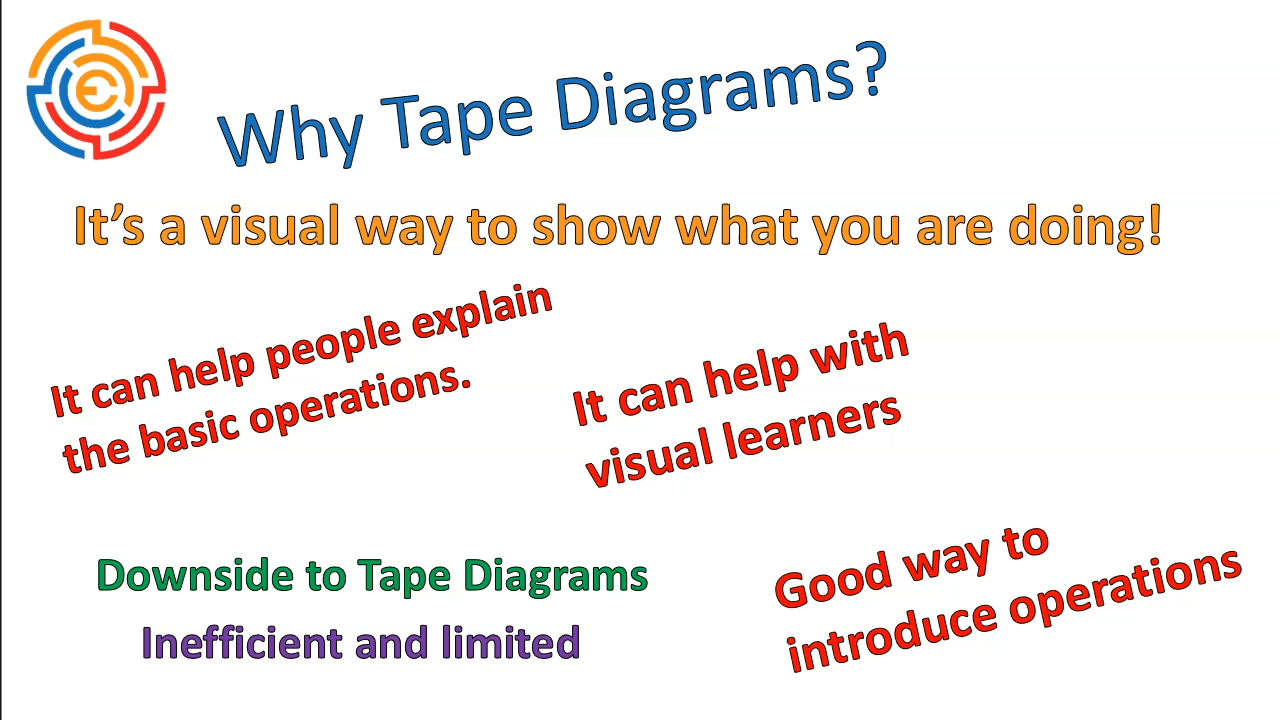 Why Tape Diagrams?
It’s a visual way to show what you are doing!
It can help people explain
the basic operations.
It can help with
visual learners
Downside to Tape Diagrams
Inefficient and limited
Good way to
introduce operations